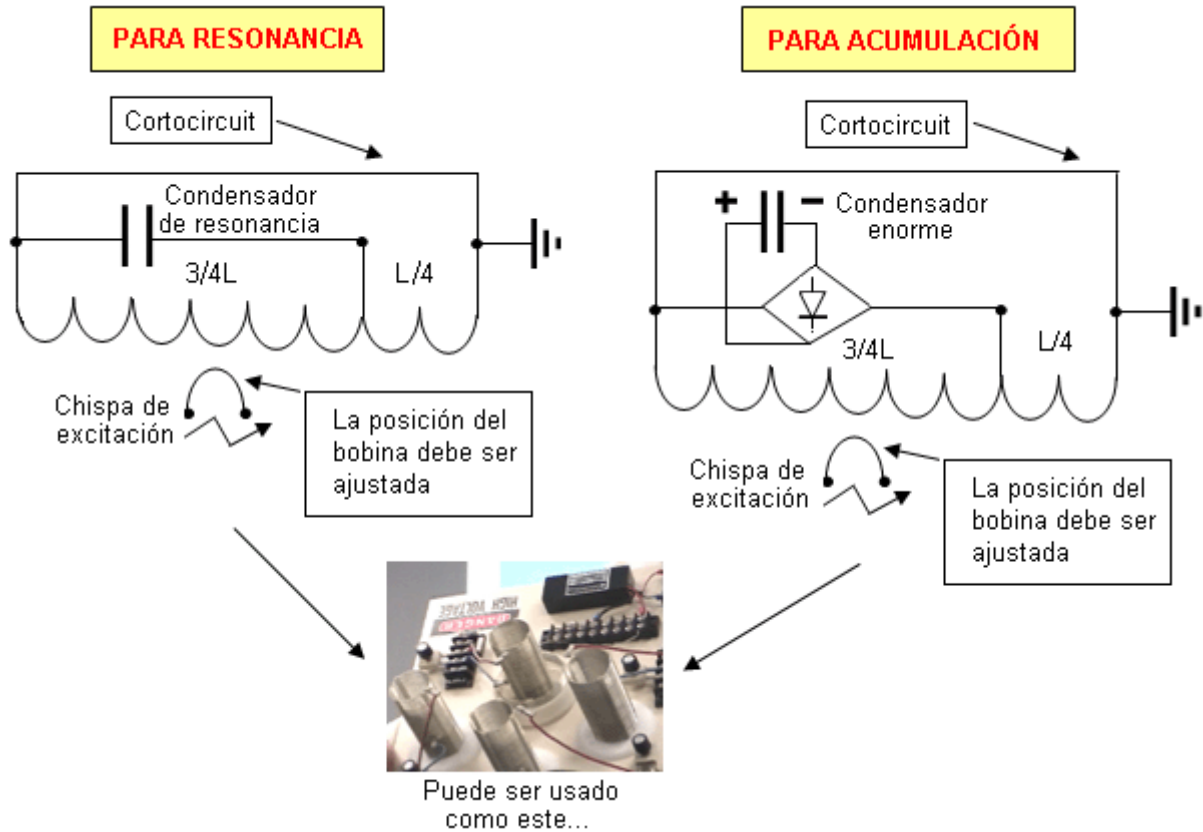 PARA RESONANCIA
Cortocircuit
Condensador
de resonancia
3/4L
L/4
Chispa de
excitación
La posición del
bobina debe ser
ajustada
PARA ACUMULACIÓN
Cortocircuit
+
−
Condensador
enorme
3/4L
L/4
Chispa de
excitación
La posición del
bobina debe ser
ajustada
DANGER
HIGH VOLTAGE
Puede ser usado
como este...